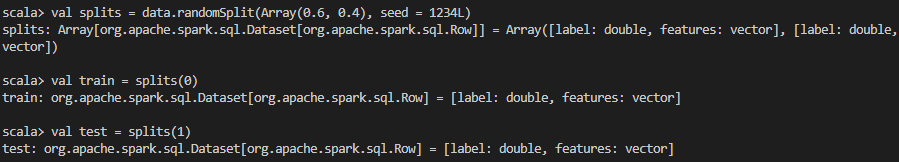 scala> val splits = data.randomSplit(Array(0.6, 0.4), seed = 1234L)
splits: Array[org.apache.spark.sql.Dataset[org.apache.spark.sql.Row]] = Array([label: double, features: vector], [label: double,
vector])
scala> val train = splits(0)
train: org.apache.spark.sql.Dataset[org.apache.spark.sql.Row] = [label: double, features: vector]
scala> val test = splits(1)
test: org.apache.spark.sql.Dataset[org.apache.spark.sql.Row] = [label: double, features: vector]